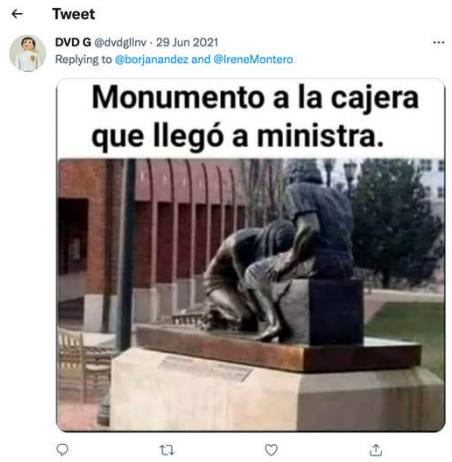 Tweet
DVD G @dvdgllnv · 29 Jun 2021
Replying to @borjanandez and @IreneMontero
Monumento a la cajera
que llegó a ministra.